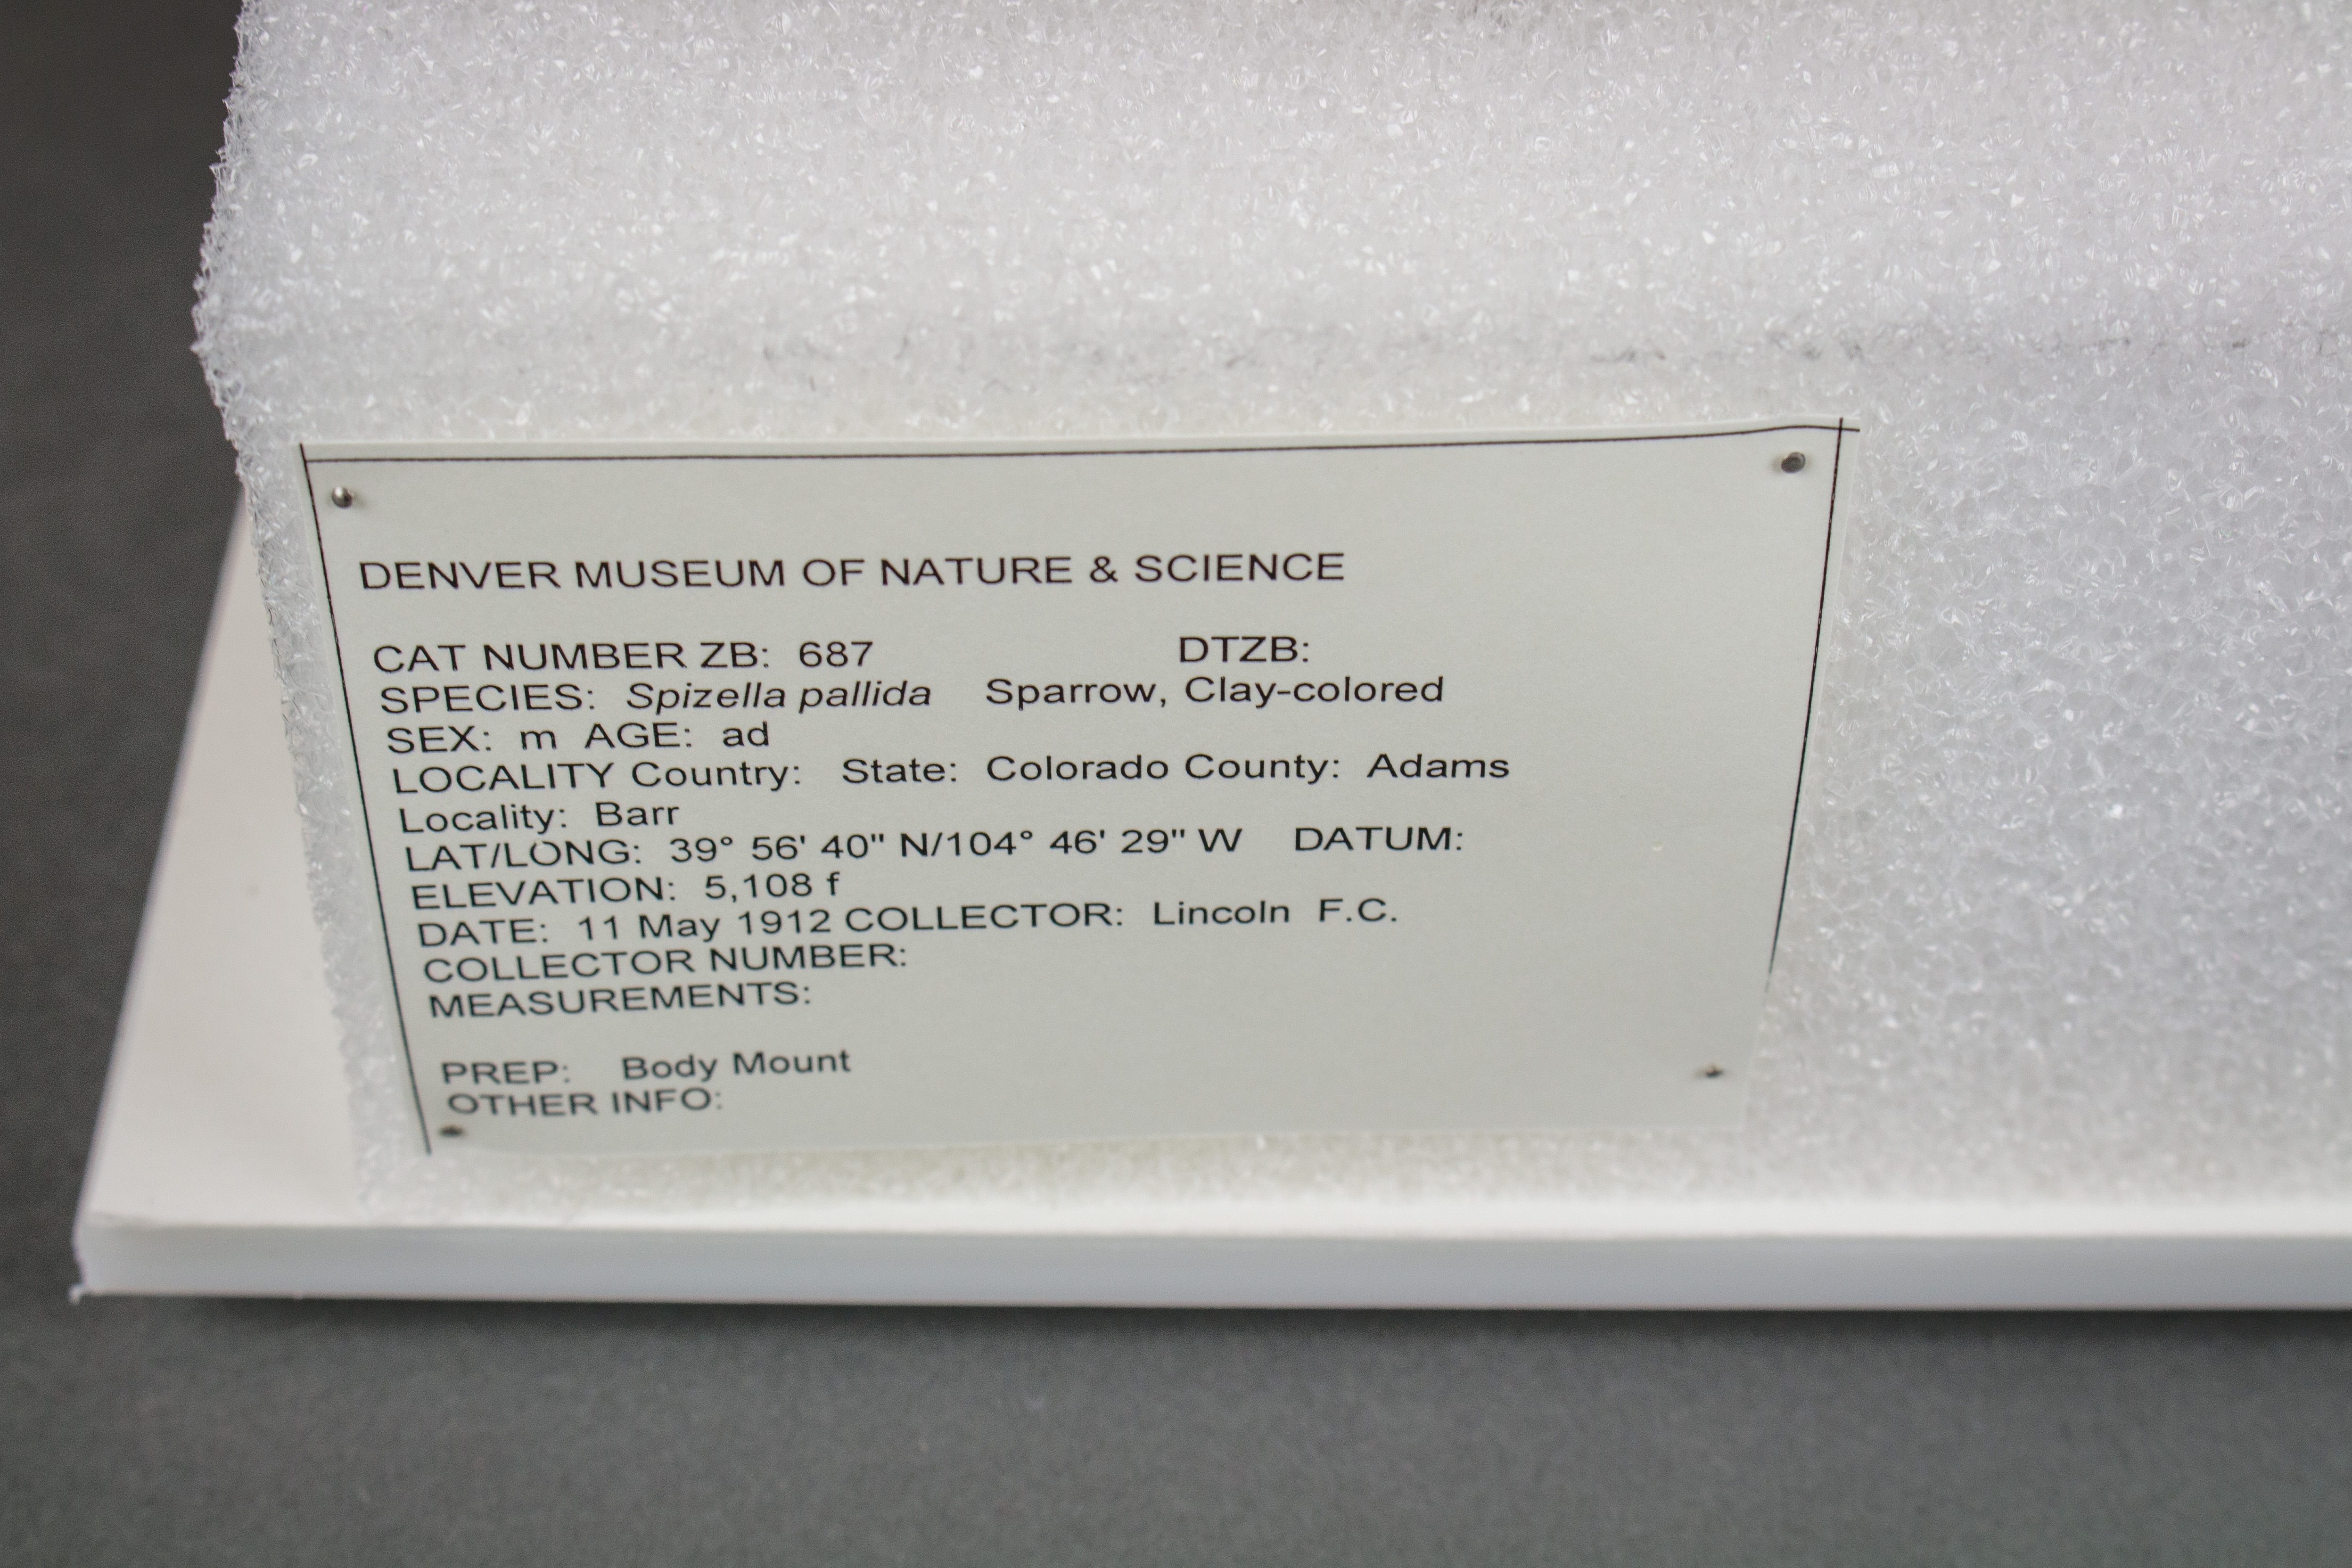 DENVER MUSEUM OF NATURE & SCIENCE
CAT NUMBER ZB: 687 DTZB:
SPECIES: Spizella pallida Sparrow, Clay-colored
SEX: m AGE: ad
LOCALITY Country: State: Colorado County: Adams
Locality: Barr
LAT/LONG: 39° 56' 40" N/104° 46' 29" W DATUM:
ELEVATION: 5,108 f
DATE: 11 May 1912 COLLECTOR: Lincoln F.C.
COLLECTOR NUMBER:
MEASUREMENTS:
PREP: Body Mount
OTHER INFO: